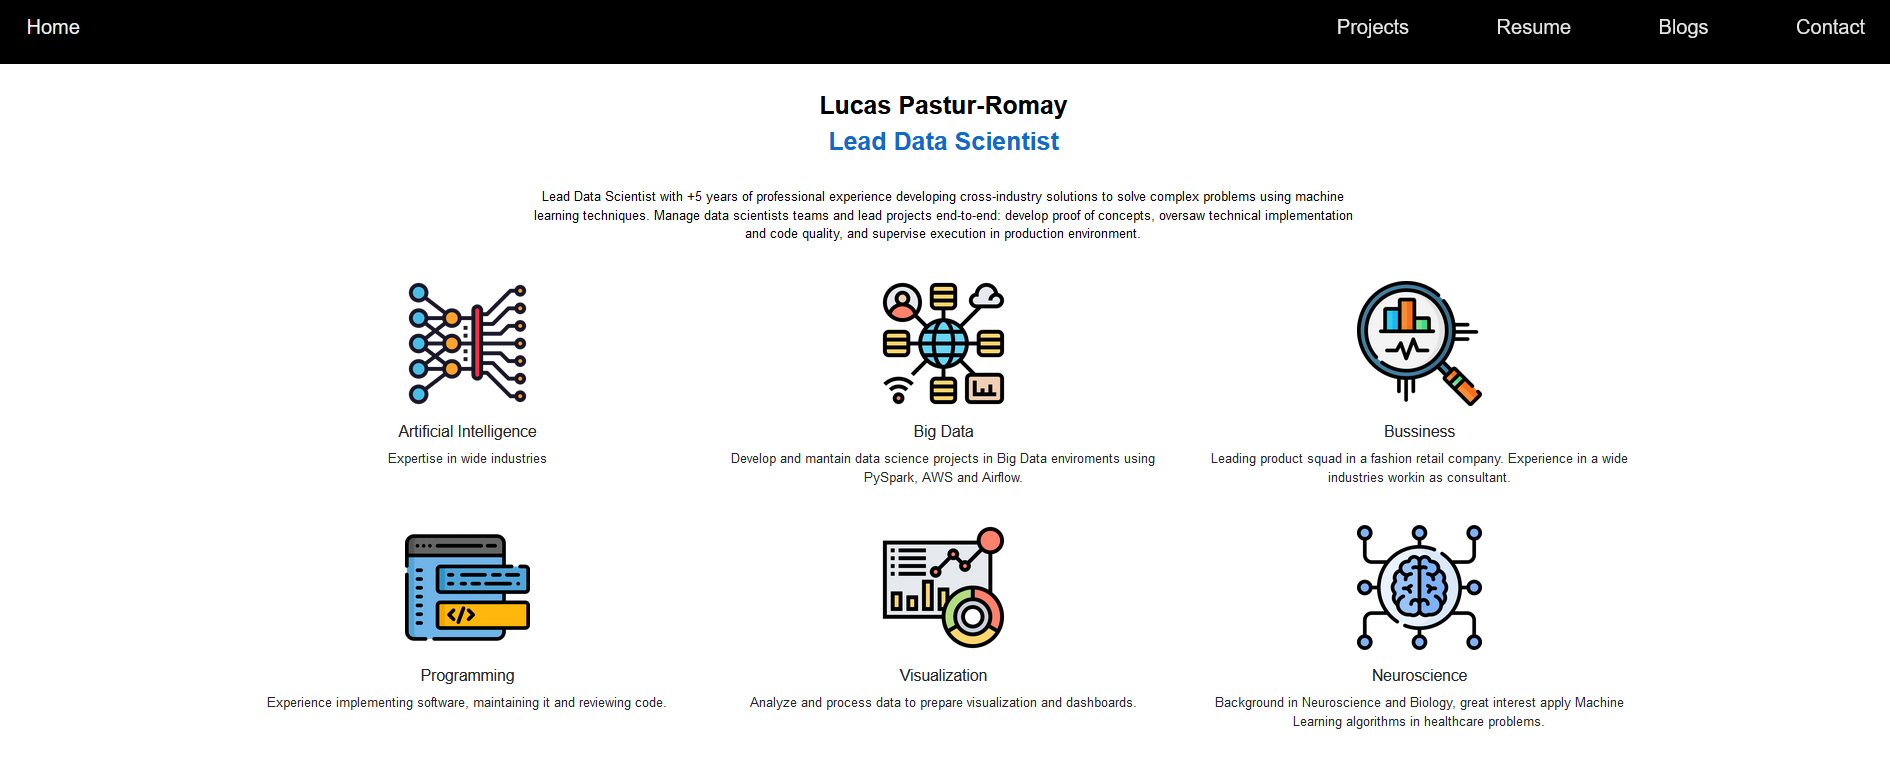 Home
Projects
Resume
Blogs
Contact
Lucas Pastur-Romay
Lead Data Scientist
Lead Data Scientist with +5 years of professional experience developing cross-industry solutions to solve complex problems using machine
learning techniques. Manage data scientists teams and lead projects end-to-end: develop proof of concepts, oversaw technical implementation
and code quality, and supervise execution in production environment.
Artificial Intelligence
Expertise in wide industries
Big Data
Develop and mantain data science projects in Big Data enviroments using
PySpark, AWS and Airflow.
Bussiness
Leading product squad in a fashion retail company. Experience in a wide
industries workin as consultant.
Programming
Experience implementing software, maintaining it and reviewing code.
Visualization
Analyze and process data to prepare visualization and dashboards.
Neuroscience
Background in Neuroscience and Biology, great interest apply Machine
Learning algorithms in healthcare problems.